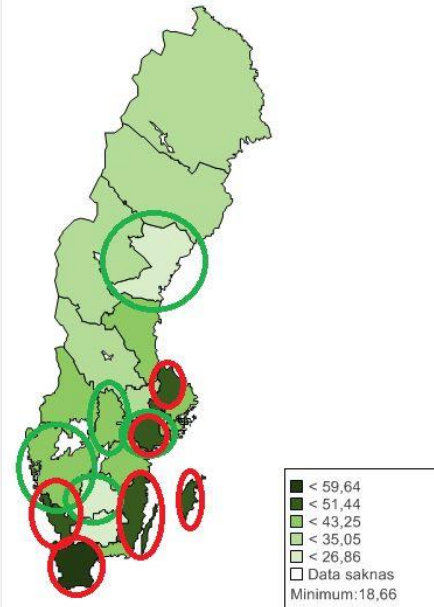 < 59,64
< 51,44
< 43,25
< 35,05
< 26,86
Data saknas
Minimum:18,66